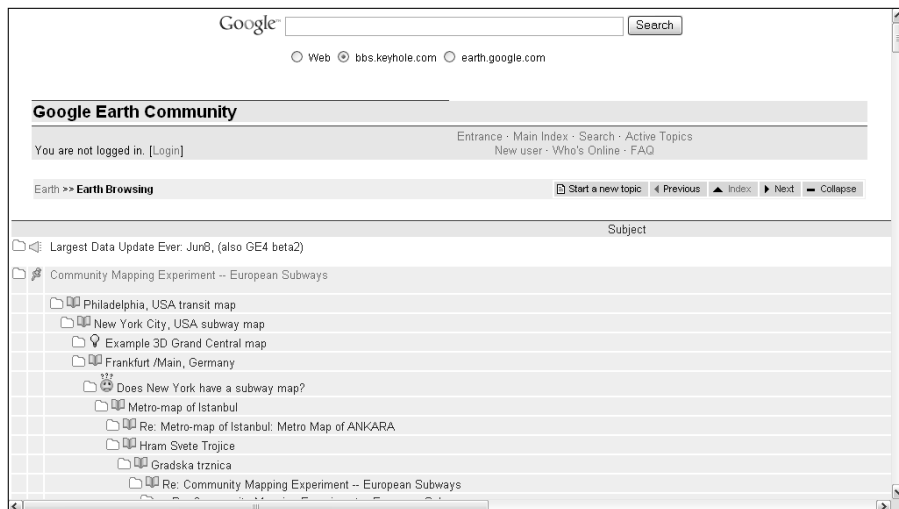 Google™ Search
Web bbs.keyhole.com earth.google.com
Google Earth Community
Entrance · Main Index · Search · Active Topics
You are not logged in. [Login] New user · Who's Online · FAQ
Earth >> Earth Browsing Start a new topic Previous Index Next Collapse
Subject
Largest Data Update Ever: Jun8, (also GE4 beta2)
Community Mapping Experiment -- European Subways
Philadelphia, USA transit map
New York City, USA subway map
Example 3D Grand Central map
Frankfurt /Main, Germany
???
Does New York have a subway map?
Metro-map of Istanbul
Re: Metro-map of Istanbul: Metro Map of ANKARA
Hram Svete Trojice
Gradska trznica
Re: Community Mapping Experiment -- European Subways